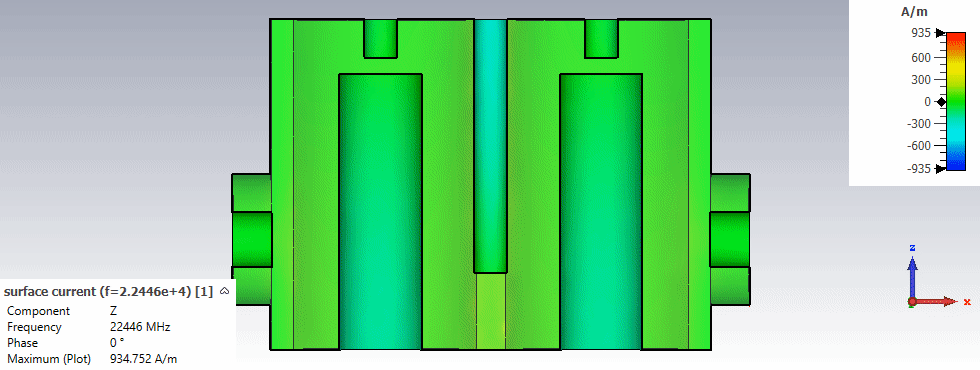 A/m
935
600
300
0
-300
-600
-935
z
x
surface current (f=2.2446e+4) [1]
Component Z
Frequency 22446 MHz
Phase 0 °
Maximum (Plot) 934.752 A/m